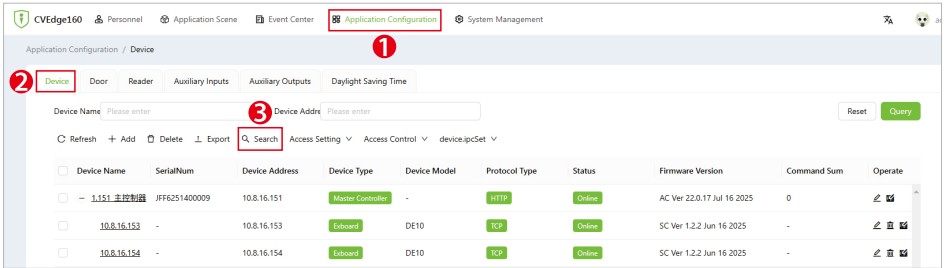 CVEdge160 Personnel Application Scene Event Center Application Configuration System Management
1
Application Configuration / Device
2 Device Door Reader Auxiliary Inputs Auxiliary Outputs Daylight Saving Time
Device Name Please enter 3 Device Addre Please enter Reset Query
Refresh Add Delete Export Search Access Setting Access Control device.ipcSet
Device Name SerialNum Device Address Device Type Device Model Protocol Type Status Firmware Version Command Sum Operate
1.151 主控制器 JFF6251400009 10.8.16.151 Master Controller - HTTP Online AC Ver 22.0.17 Jul 16 2025 0
10.8.16.153 - 10.8.16.153 Exboard DE10 TCP Online SC Ver 1.2.2 Jun 16 2025 -
10.8.16.154 - 10.8.16.154 Exboard DE10 TCP Online SC Ver 1.2.2 Jun 16 2025 -